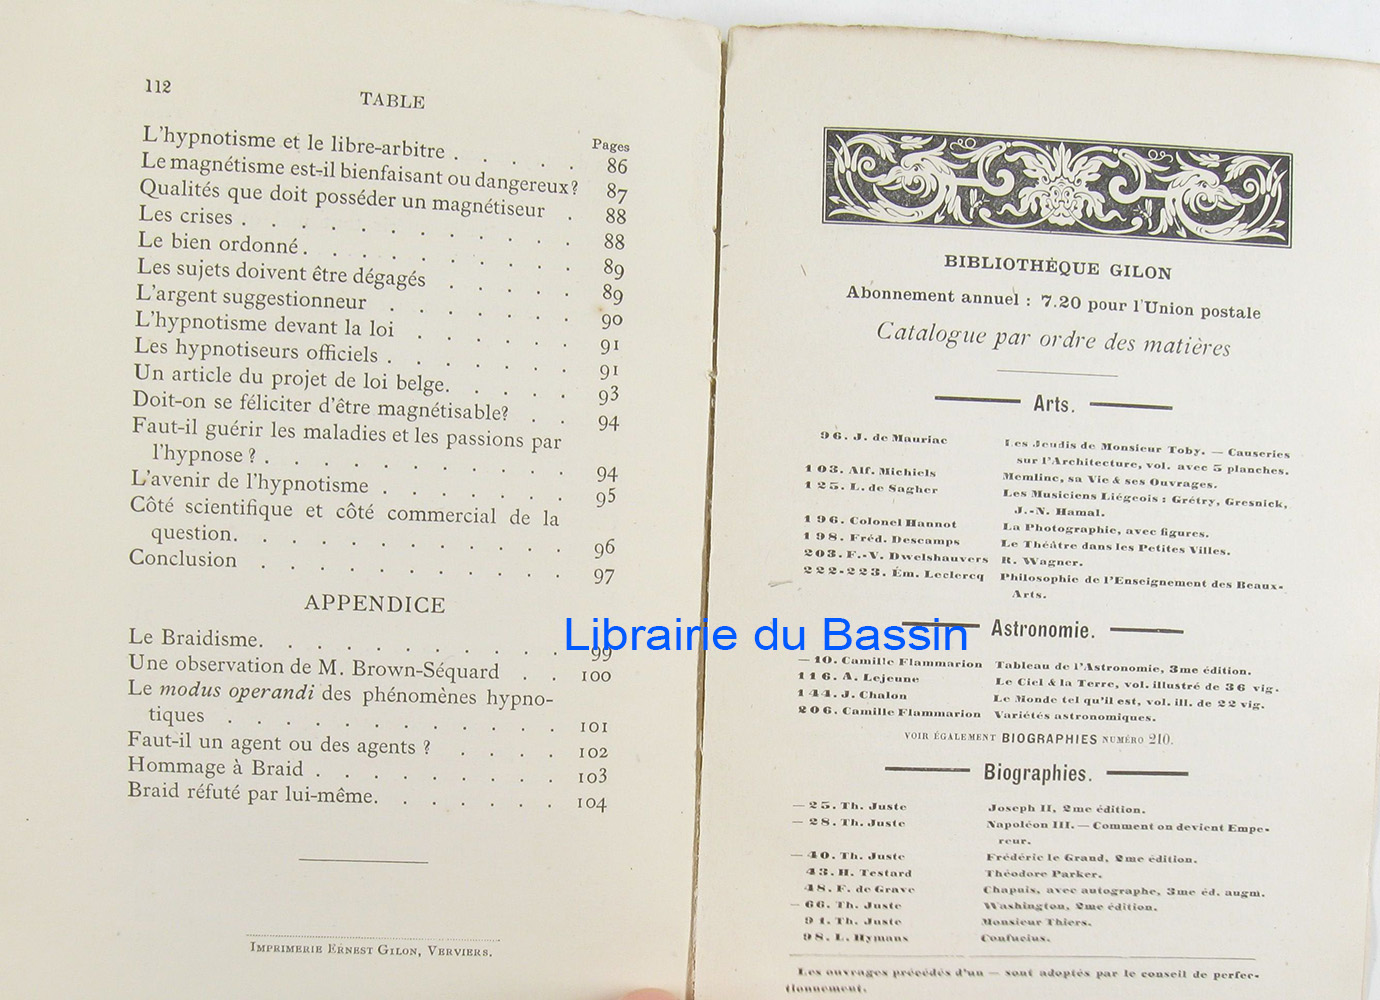 112
TABLE
Pages
L'hypnotisme et le libre-arbitre . . . . . 86
Le magnétisme est-il bienfaisant ou dangereux? 87
Qualités que doit posséder un magnétiseur . 88
Les crises . . . . . . . . . . . . . 88
Le bien ordonné . . . . . . . . . . . 89
Les sujets doivent être dégagés . . . . . 89
L'argent suggestionneur . . . . . . . 90
L'hypnotisme devant la loi . . . . . . 91
Les hypnotiseurs officiels . . . . . . . 91
Un article du projet de loi belge. . . . . 93
Doit-on se féliciter d'être magnétisable? . . 94
Faut-il guérir les maladies et les passions par
l'hypnose ? . . . . . . . . . . . . 94
L'avenir de l'hypnotisme . . . . . . . 95
Côté scientifique et côté commercial de la
question. . . . . . . . . . . . . 96
Conclusion . . . . . . . . . . . . 97
APPENDICE
Le Braidisme. . . . . . . . . . . . 99
Une observation de M. Brown-Séquard . . 100
Le modus operandi des phénomènes hypno-
tiques . . . . . . . . . . . . . 101
Faut-il un agent ou des agents ? . . . . 102
Hommage à Braid . . . . . . . . . 103
Braid réfuté par lui-même. . . . . . . 104
IMPRIMERIE ERNEST GILON, VERVIERS.
BIBLIOTHÈQUE GILON
Abonnement annuel : 7.20 pour l'Union postale
Catalogue par ordre des matières
Arts.
96. J. de Mauriac Les Jeudis de Monsieur Toby. — Causeries
sur l'Architecture, vol. avec 5 planches.
103. Alf. Michiels Memlinc, sa Vie & ses Ouvrages.
125. L. de Sagher Les Musiciens Liégeois : Grétry, Gresnick,
J.-N. Hamal.
196. Colonel Hannot La Photographie, avec figures.
198. Fréd. Descamps Le Théâtre dans les Petites Villes.
203. F.-V. Dwelshauvers R. Wagner.
222-223. Ém. Leclercq Philosophie de l'Enseignement des Beaux-
Arts.
Librairie du Bassin
Astronomie.
— 10. Camille Flammarion Tableau de l'Astronomie, 3me édition.
116. A. Lejeune Le Ciel & la Terre, vol. illustré de 36 vig.
144. J. Chalon Le Monde tel qu'il est, vol. ill. de 22 vig.
206. Camille Flammarion Variétés astronomiques.
VOIR ÉGALEMENT BIOGRAPHIES NUMÉRO 210.
Biographies.
— 25. Th. Juste Joseph II, 2me édition.
— 28. Th. Juste Napoléon III. — Comment on devient Empe-
reur.
— 40. Th. Juste Frédéric le Grand, 2me édition.
43. H. Testard Théodore Parker.
48. F. de Grave Chapuis, avec autographe, 3me éd. augm.
— 66. Th. Juste Washington, 2me édition.
91. Th. Juste Monsieur Thiers.
98. L. Hymans Confucius.
Les ouvrages précédés d'un — sont adoptés par le conseil de perfec-
tionnement.